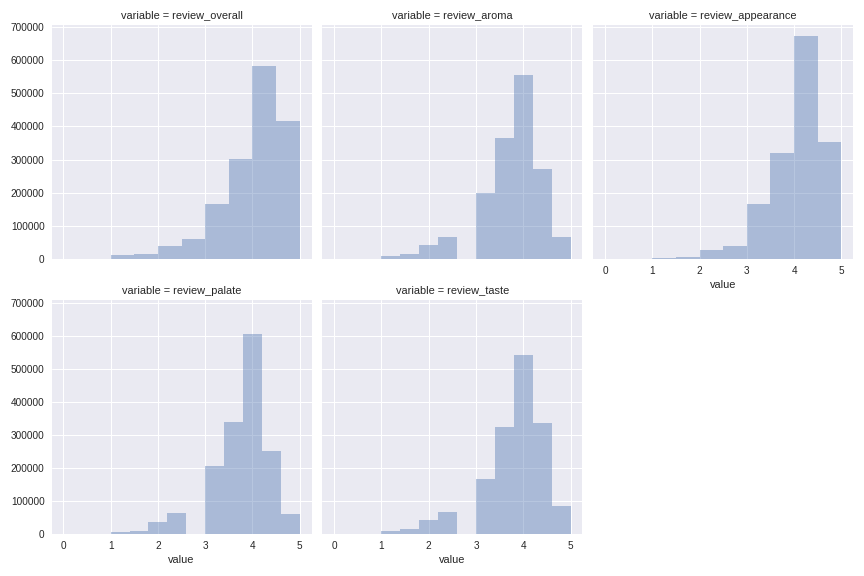 variable = review_overall
variable = review_aroma
variable = review_appearance
700000
600000
500000
400000
300000
200000
100000
0
0 1 2 3 4 5
value
variable = review_palate
variable = review_taste
700000
600000
500000
400000
300000
200000
100000
0
0 1 2 3 4 5
value
0 1 2 3 4 5
value